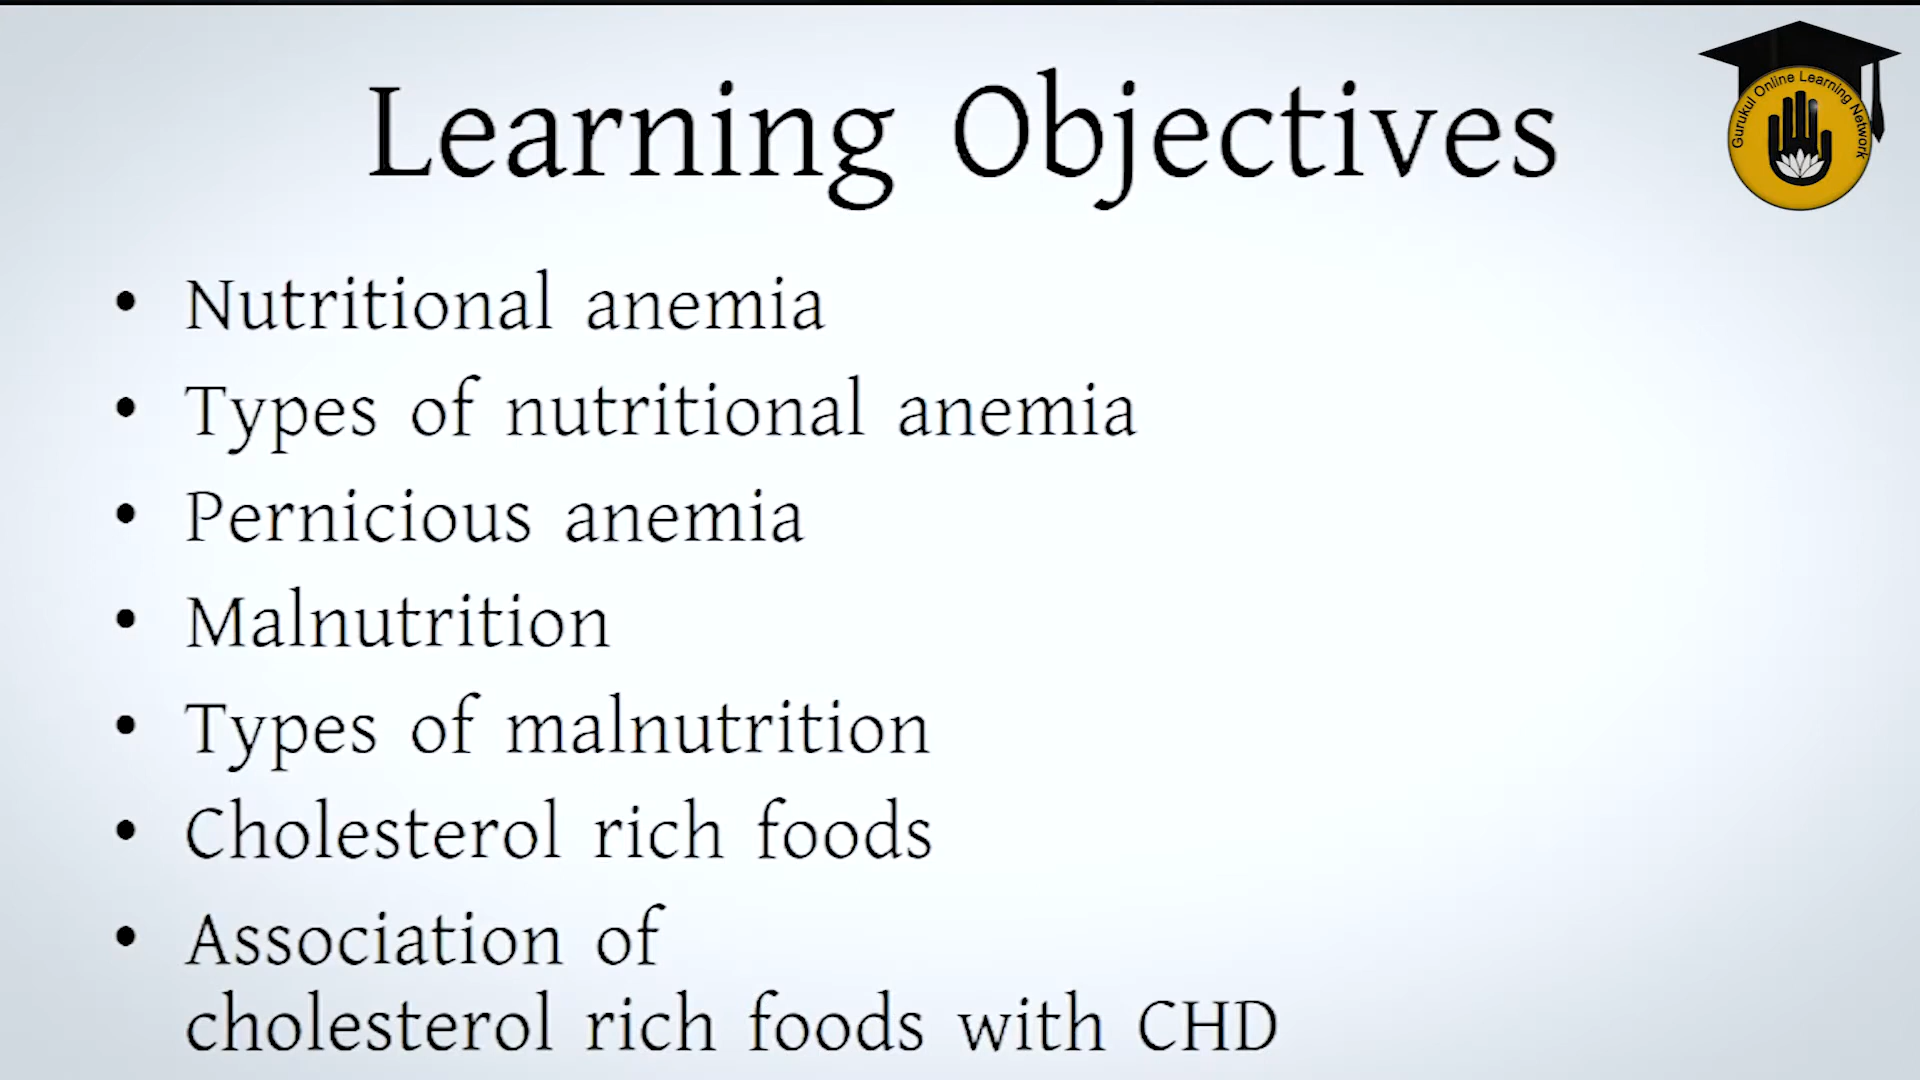 Learning Objectives
Gurukul Online Learning Network
• Nutritional anemia
• Types of nutritional anemia
• Pernicious anemia
• Malnutrition
• Types of malnutrition
• Cholesterol rich foods
• Association of
cholesterol rich foods with CHD